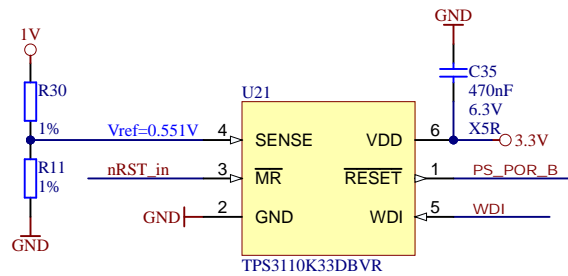 GND
1V
C35
470nF
6.3V
X5R
R30
1%
U21
Vref=0.551V
4
SENSE
VDD
6
3.3V
R11
1%
nRST_in
3
MR
RESET
1
PS_POR_B
GND
2
GND
WDI
5
WDI
GND
TPS3110K33DBVR